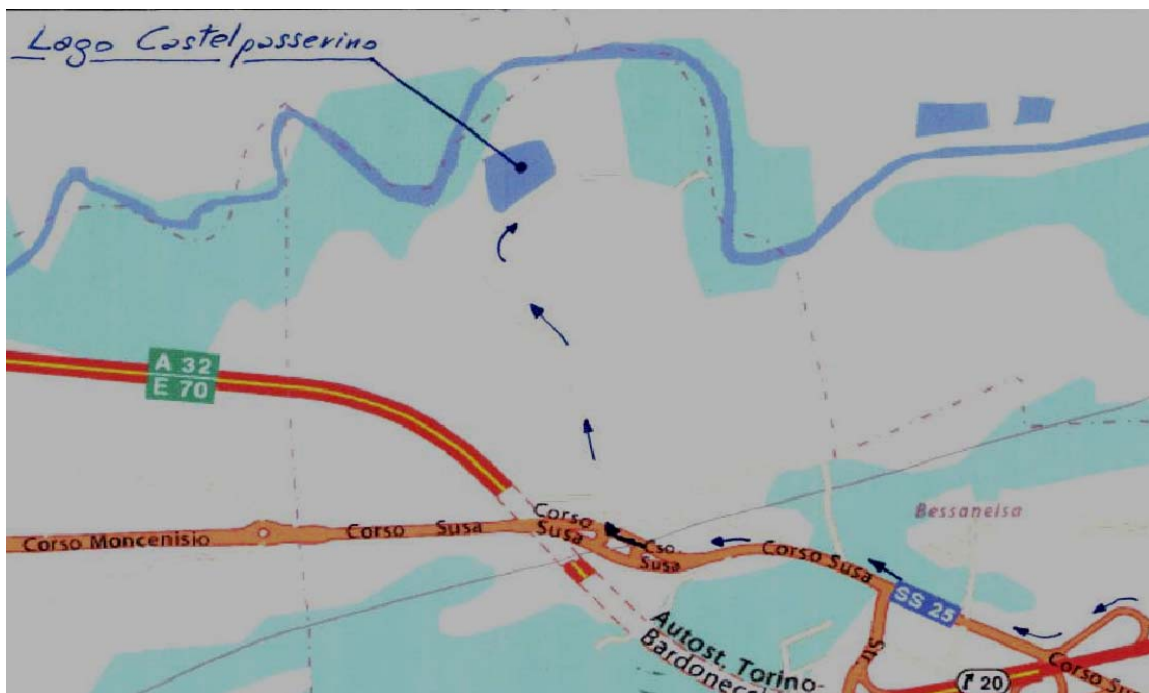 Lago Castelpasserino
A 32
E 70
Corso Moncenisio
Corso Susa
Corso
Susa
Cso.
Susa
Corso Susa
Bessaneisa
SS 25
Autost. Torino-
Str.
20